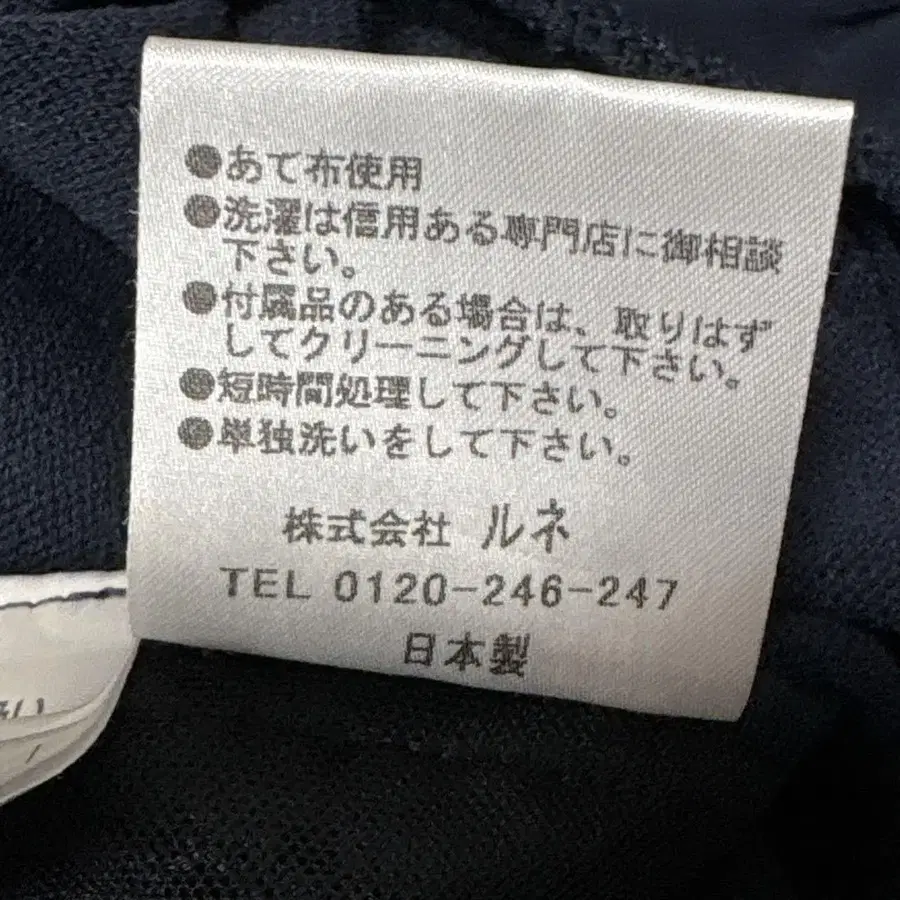 ●あて布使用
●洗濯は信用ある専門店に御相談
下さい。
●付属品のある場合は、取りはず
してクリーニングして下さい。
●短時間処理して下さい。
●単独洗いをして下さい。
株式会社 ルネ
TEL 0120-246-247
日本製